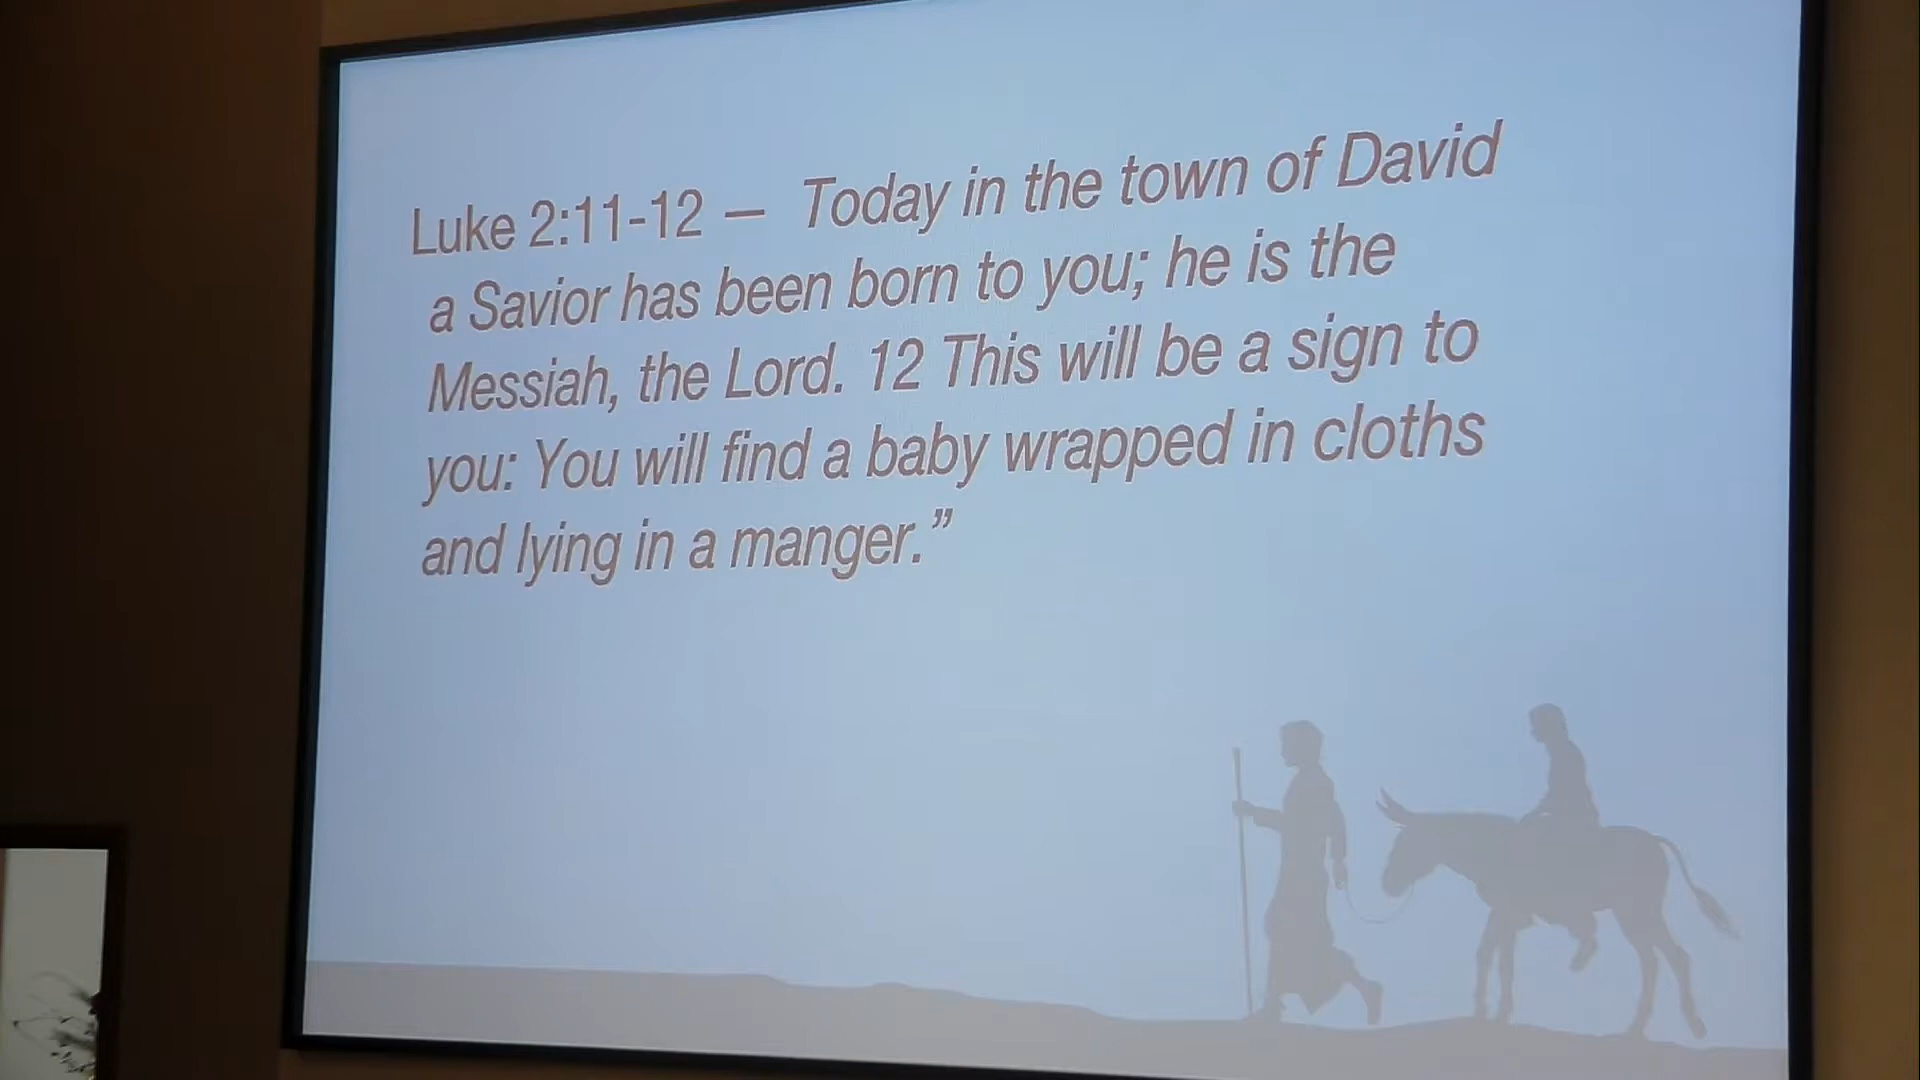 Luke 2:11-12 — Today in the town of David
a Savior has been born to you; he is the
Messiah, the Lord. 12 This will be a sign to
you: You will find a baby wrapped in cloths
and lying in a manger.”